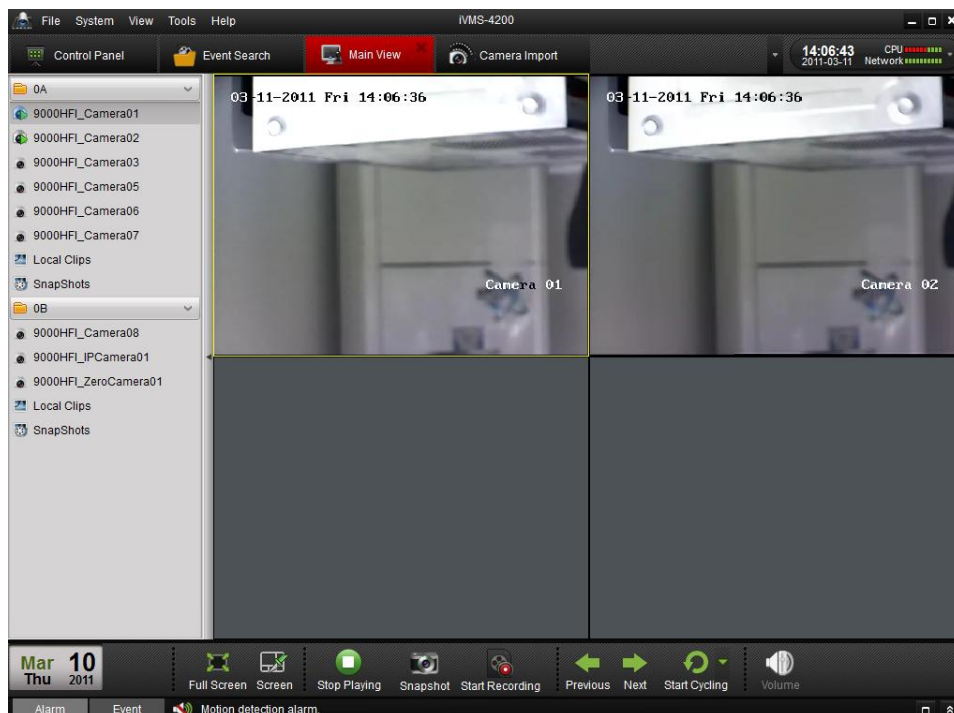 File System View Tools Help iVMS-4200
Control Panel Event Search Main View Camera Import 14:06:43 CPU
2011-03-11 Network
0A
9000HFI_Camera01
9000HFI_Camera02
9000HFI_Camera03
9000HFI_Camera05
9000HFI_Camera06
9000HFI_Camera07
Local Clips
SnapShots
0B
9000HFI_Camera08
9000HFI_IPCamera01
9000HFI_ZeroCamera01
Local Clips
SnapShots
03-11-2011 Fri 14:06:36
Camera 01
03-11-2011 Fri 14:06:36
Camera 02
Mar 10
Thu 2011
Full Screen Screen Stop Playing Snapshot Start Recording Previous Next Start Cycling Volume
Alarm Event Motion detection alarm.